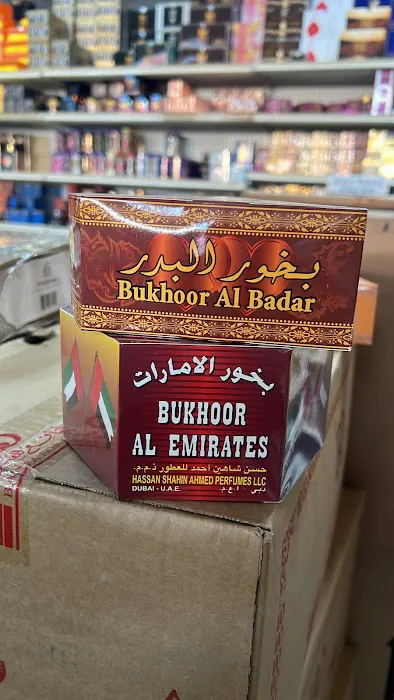 بخور البدر
Bukhoor Al Badar
بخور الامارات
BUKHOOR
AL EMIRATES
حسن شاهين احمد للعطور ذ.م.م.
HASSAN SHAHIN AHMED PERFUMES LLC
DUBAI - U.A.E. دبي ا.ع.م.